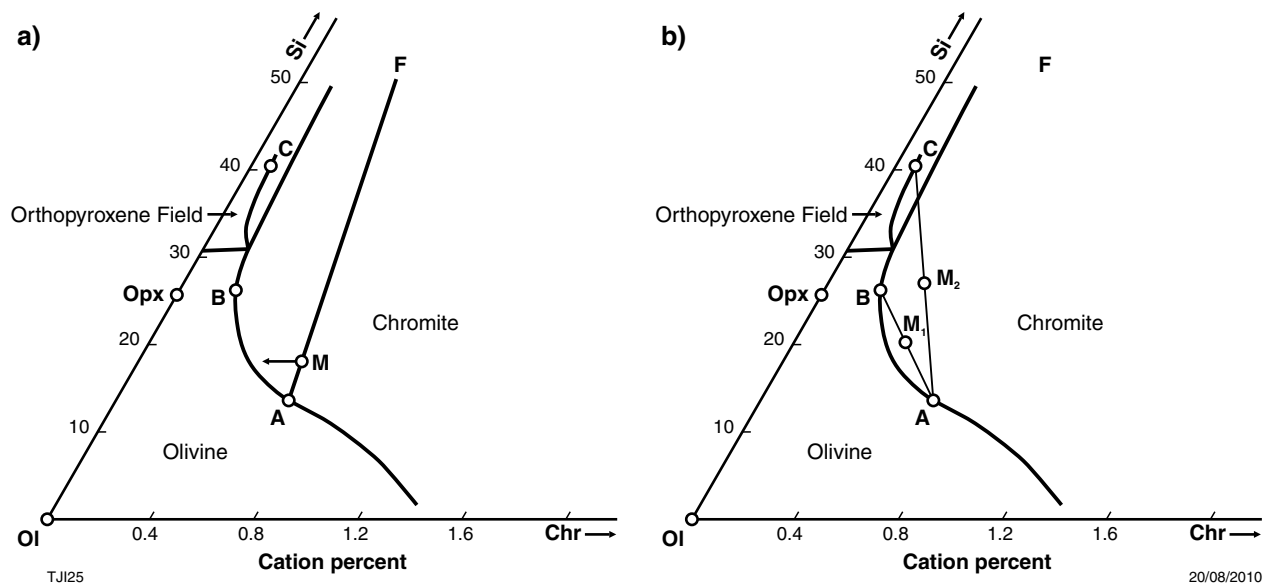 a)
Si
50
F
40
C
Orthopyroxene Field
30
Opx
B
Chromite
20
M
A
10
Olivine
Ol
0.4
0.8
1.2
1.6
Chr
Cation percent
TJI25
b)
Si
50
F
40
C
Orthopyroxene Field
30
Opx
B
M2
Chromite
M1
20
A
10
Olivine
Ol
0.4
0.8
1.2
1.6
Chr
Cation percent
20/08/2010